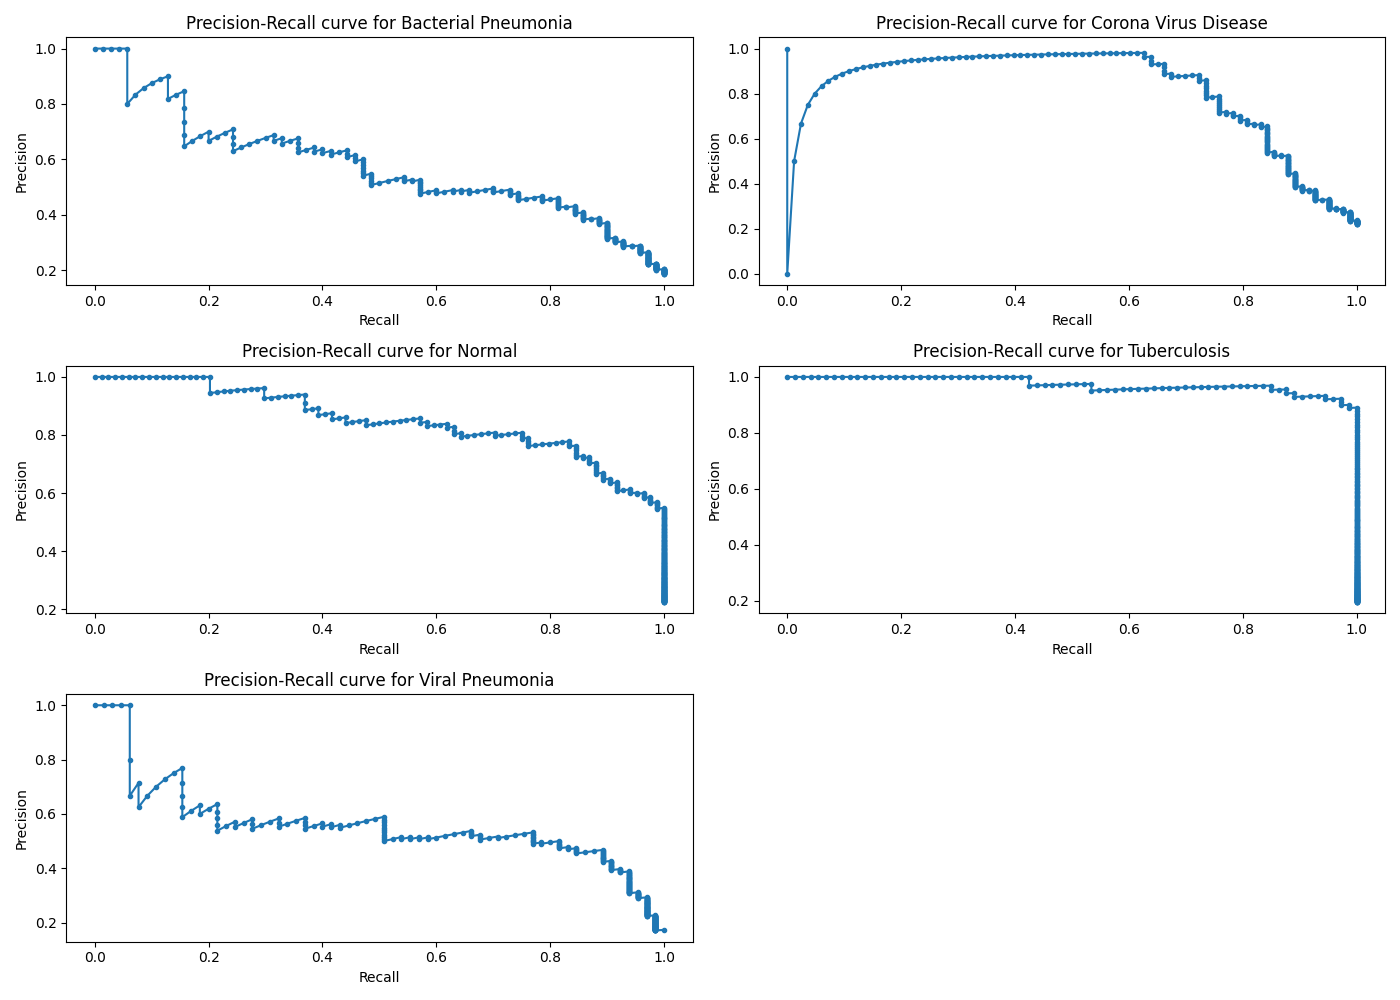 Precision-Recall curve for Bacterial Pneumonia
1.0
0.8
0.6
0.4
0.2
Precision
0.0 0.2 0.4 0.6 0.8 1.0
Recall
Precision-Recall curve for Corona Virus Disease
1.0
0.8
0.6
0.4
0.2
0.0
Precision
0.0 0.2 0.4 0.6 0.8 1.0
Recall
Precision-Recall curve for Normal
1.0
0.8
0.6
0.4
0.2
Precision
0.0 0.2 0.4 0.6 0.8 1.0
Recall
Precision-Recall curve for Tuberculosis
1.0
0.8
0.6
0.4
0.2
Precision
0.0 0.2 0.4 0.6 0.8 1.0
Recall
Precision-Recall curve for Viral Pneumonia
1.0
0.8
0.6
0.4
0.2
Precision
0.0 0.2 0.4 0.6 0.8 1.0
Recall